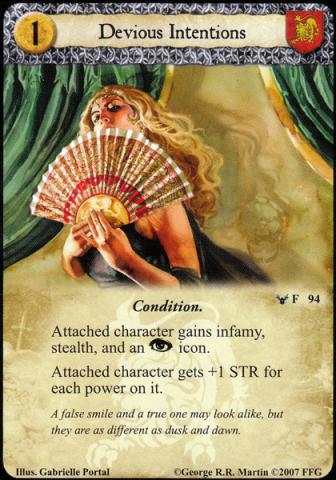 1
Devious Intentions
F 94
Condition.
Attached character gains infamy,
stealth, and an icon.
Attached character gets +1 STR for
each power on it.
A false smile and a true one may look alike, but
they are as different as dusk and dawn.
Illus. Gabrielle Portal ©George R.R. Martin ©2007 FFG